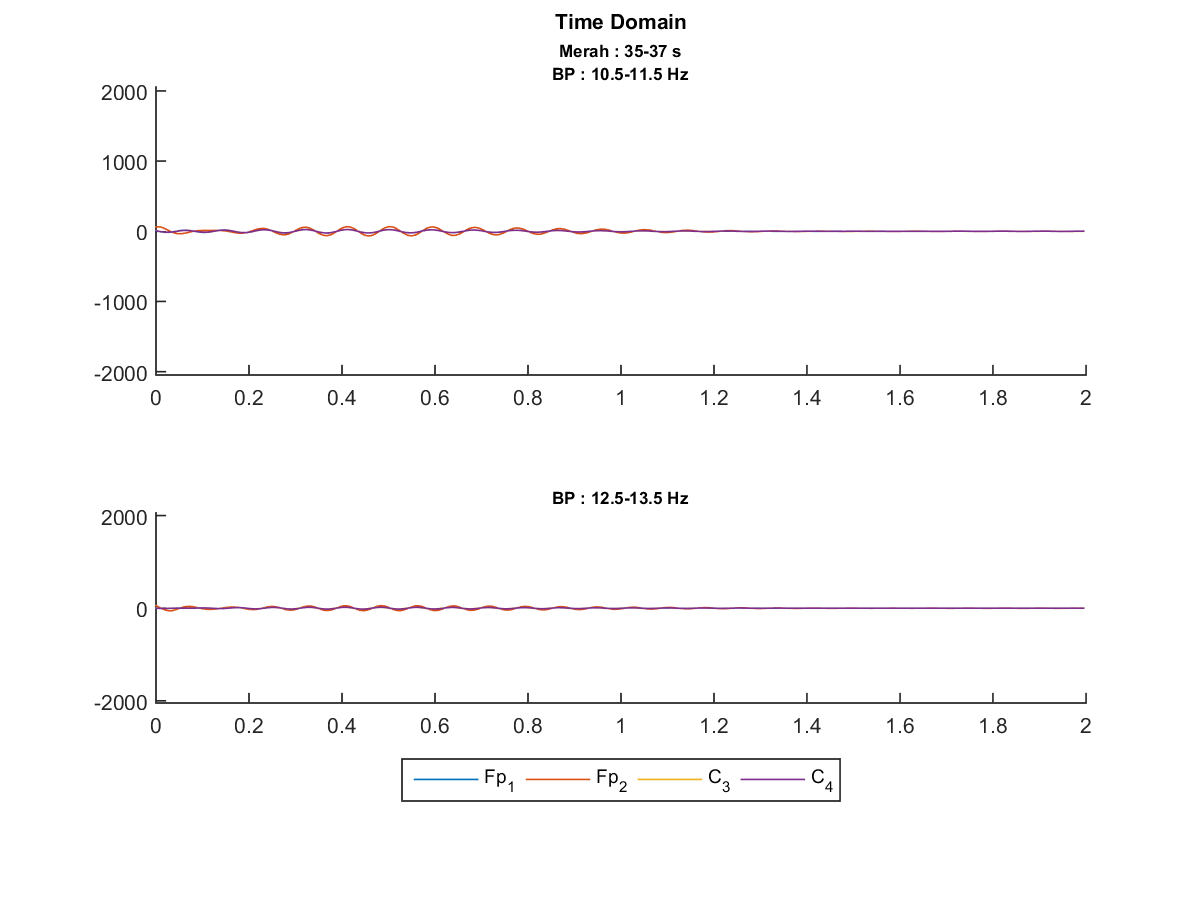 Time Domain
Merah : 35-37 s
BP : 10.5-11.5 Hz
2000
1000
0
-1000
-2000
0 0.2 0.4 0.6 0.8 1 1.2 1.4 1.6 1.8 2
BP : 12.5-13.5 Hz
2000
0
-2000
0 0.2 0.4 0.6 0.8 1 1.2 1.4 1.6 1.8 2
Fp1 Fp2 C3 C4